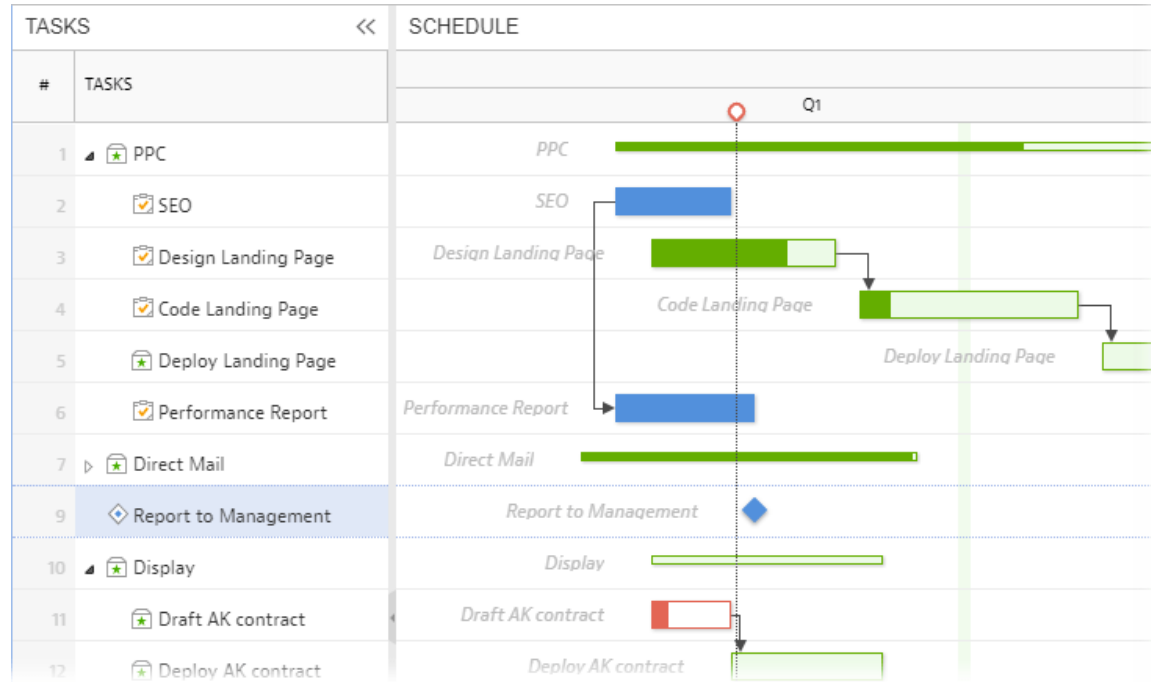 TASKS
SCHEDULE
# TASKS
Q1
1 PPC PPC
2 SEO SEO
3 Design Landing Page Design Landing Page
4 Code Landing Page Code Landing Page
5 Deploy Landing Page Deploy Landing Page
6 Performance Report Performance Report
7 Direct Mail Direct Mail
9 Report to Management Report to Management
10 Display Display
11 Draft AK contract Draft AK contract
12 Deploy AK contract Deploy AK contract